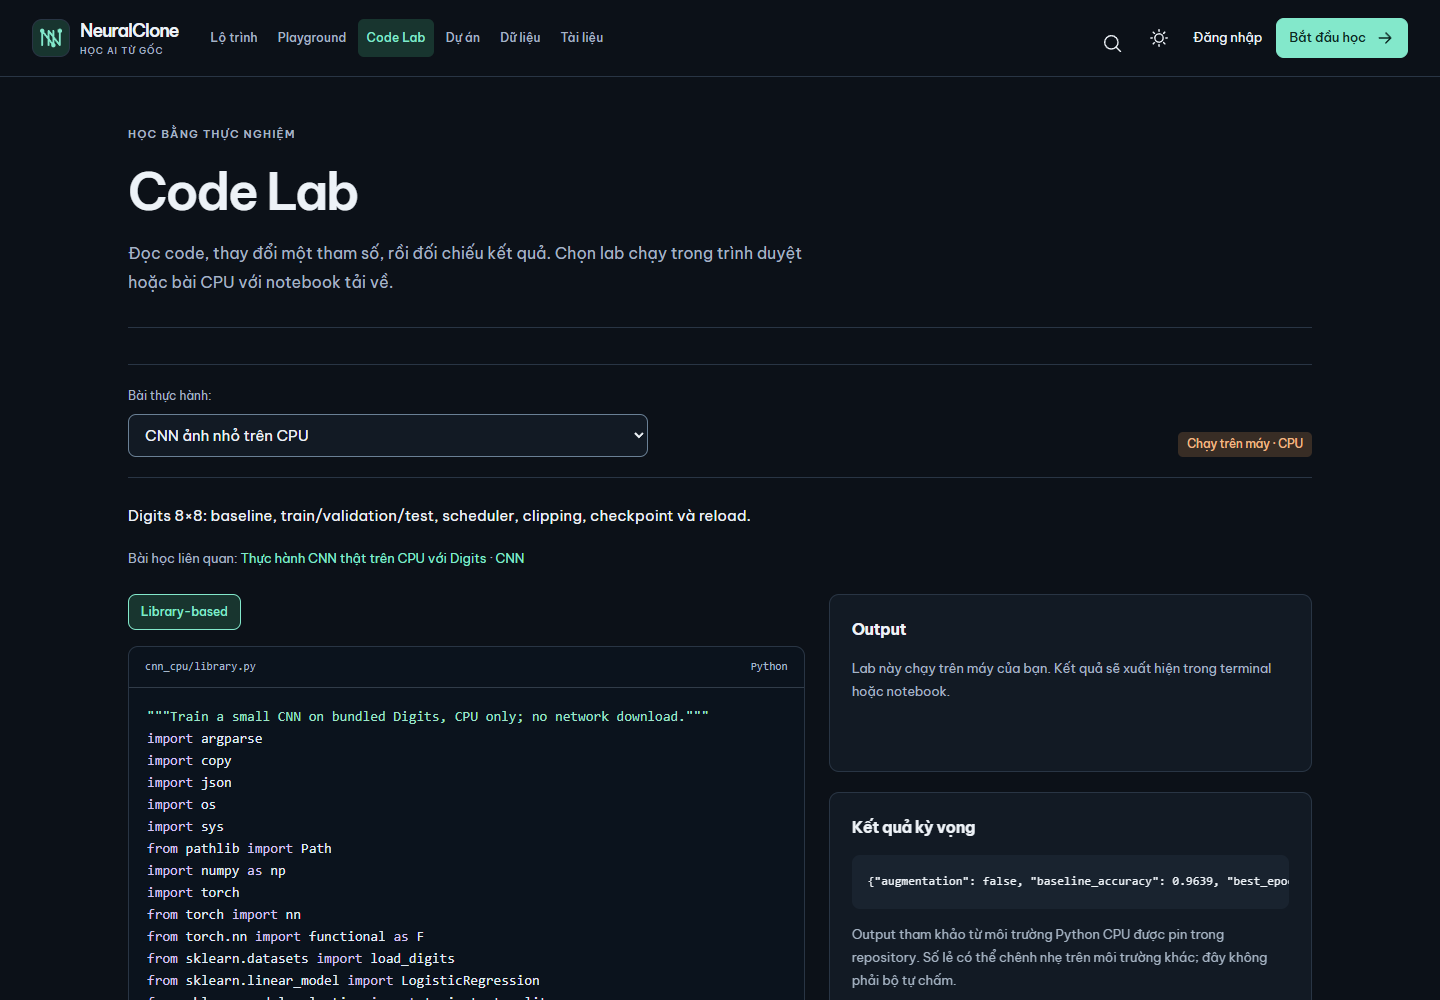 NeuralClone
HỌC AI TỪ GỐC
Lộ trình
Playground
Code Lab
Dự án
Dữ liệu
Tài liệu
Đăng nhập
Bắt đầu học
HỌC BẰNG THỰC NGHIỆM
Code Lab
Đọc code, thay đổi một tham số, rồi đối chiếu kết quả. Chọn lab chạy trong trình duyệt
hoặc bài CPU với notebook tải về.
Bài thực hành:
CNN ảnh nhỏ trên CPU
Chạy trên máy · CPU
Digits 8×8: baseline, train/validation/test, scheduler, clipping, checkpoint và reload.
Bài học liên quan: Thực hành CNN thật trên CPU với Digits · CNN
Library-based
cnn_cpu/library.py
Python
"""Train a small CNN on bundled Digits, CPU only; no network download."""
import argparse
import copy
import json
import os
import sys
from pathlib import Path
import numpy as np
import torch
from torch import nn
from torch.nn import functional as F
from sklearn.datasets import load_digits
from sklearn.linear_model import LogisticRegression
Output
Lab này chạy trên máy của bạn. Kết quả sẽ xuất hiện trong terminal
hoặc notebook.
Kết quả kỳ vọng
{"augmentation": false, "baseline_accuracy": 0.9639, "best_epo
Output tham khảo từ môi trường Python CPU được pin trong
repository. Số lẻ có thể chênh nhẹ trên môi trường khác; đây không
phải bộ tự chấm.